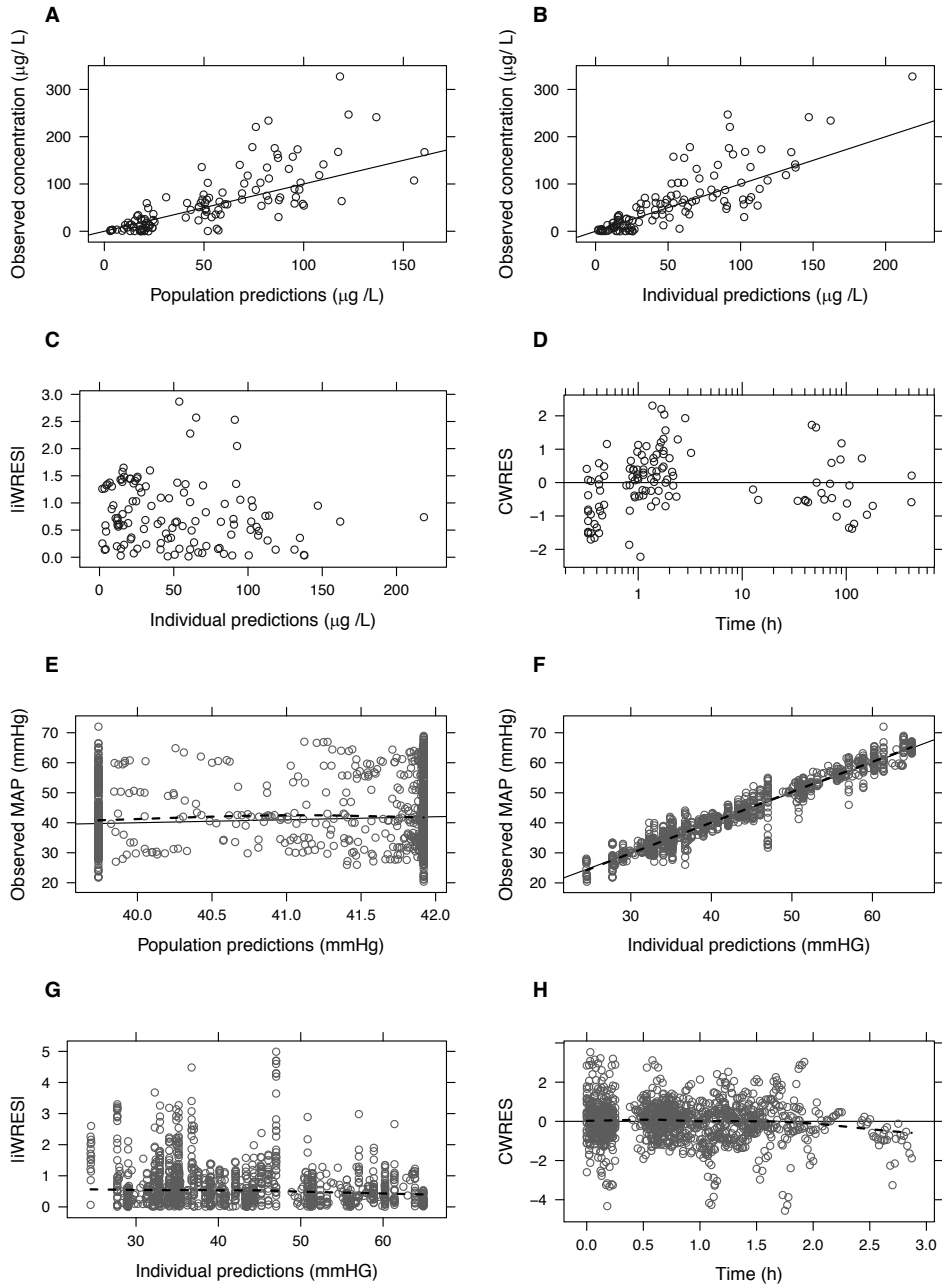 A
B
Observed concentration (μg/ L)
300
200
100
0
0 50 100 150
Population predictions (μg /L)
Observed concentration (μg/ L)
300
200
100
0
0 50 100 150 200
Individual predictions (μg /L)
C
D
IiWRESI
3.0
2.5
2.0
1.5
1.0
0.5
0.0
0 50 100 150 200
Individual predictions (μg /L)
CWRES
2
1
0
−1
−2
1 10 100
Time (h)
E
F
Observed MAP (mmHg)
70
60
50
40
30
20
40.0 40.5 41.0 41.5 42.0
Population predictions (mmHg)
Observed MAP (mmHg)
70
60
50
40
30
20
30 40 50 60
Individual predictions (mmHG)
G
H
IiWRESI
5
4
3
2
1
0
30 40 50 60
Individual predictions (mmHG)
CWRES
2
0
−2
−4
0.0 0.5 1.0 1.5 2.0 2.5 3.0
Time (h)